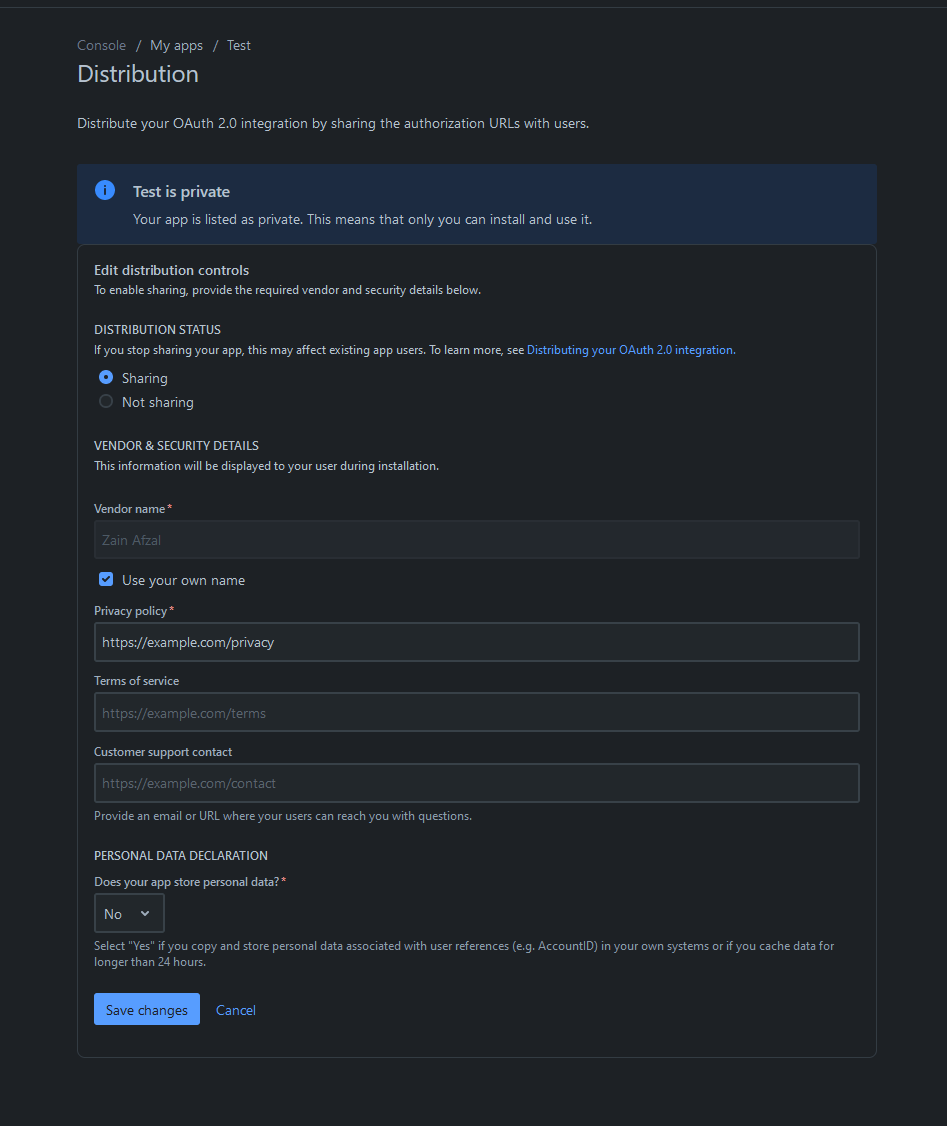 Console / My apps / Test
Distribution
Distribute your OAuth 2.0 integration by sharing the authorization URLs with users.
Test is private
Your app is listed as private. This means that only you can install and use it.
Edit distribution controls
To enable sharing, provide the required vendor and security details below.
DISTRIBUTION STATUS
If you stop sharing your app, this may affect existing app users. To learn more, see Distributing your OAuth 2.0 integration.
Sharing
Not sharing
VENDOR & SECURITY DETAILS
This information will be displayed to your user during installation.
Vendor name*
Zain Afzal
Use your own name
Privacy policy*
https://example.com/privacy
Terms of service
https://example.com/terms
Customer support contact
https://example.com/contact
Provide an email or URL where your users can reach you with questions.
PERSONAL DATA DECLARATION
Does your app store personal data?*
No
Select "Yes" if you copy and store personal data associated with user references (e.g. AccountID) in your own systems or if you cache data for
longer than 24 hours.
Save changes Cancel